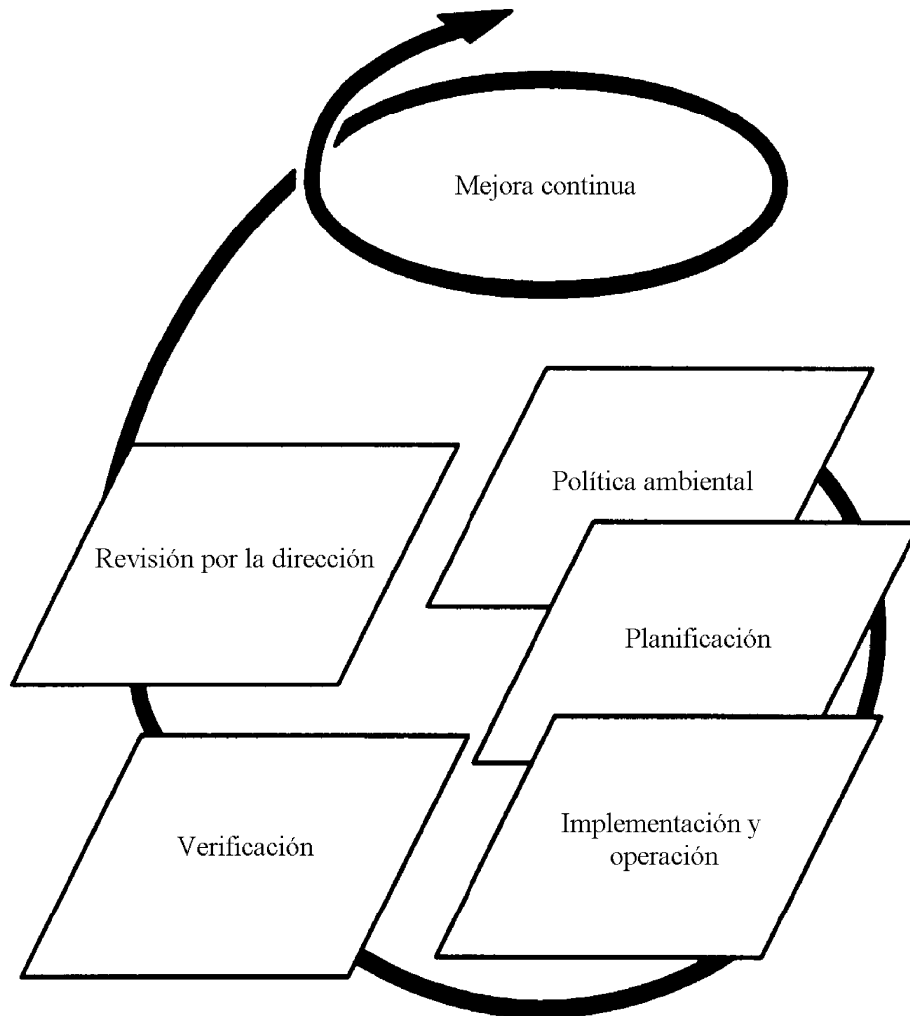 Mejora continua
Política ambiental
Revisión por la dirección
Planificación
Implementación y
operación
Verificación